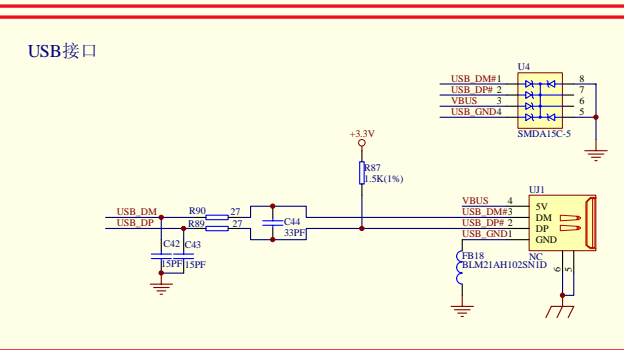 USB接口
U4
USB_DM#1 8
USB_DP# 2 7
VBUS 3 6
USB_GND4 5
SMDA15C-5
+3.3V
R87
1.5K(1%)
UJ1
VBUS 4 5V
USB_DM R90 27 USB_DM#3 DM
USB_DP R89 27 C44 USB_DP# 2 DP
33PF USB_GND1 GND
C42 C43
15PF 15PF
FB18 NC
BLM21AH102SN1D
6 5